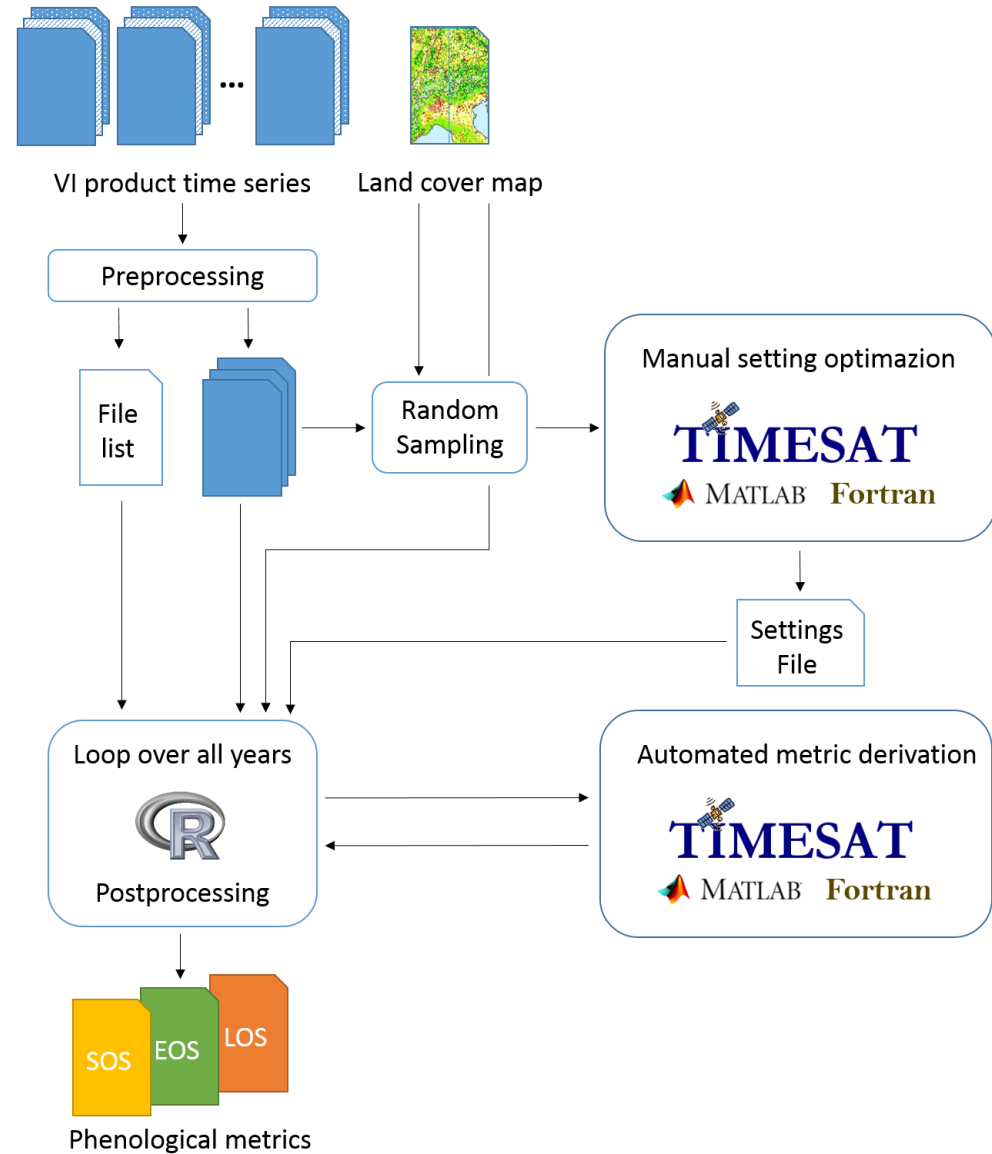 ...
VI product time series
Land cover map
Preprocessing
File
list
Random
Sampling
Manual setting optimazion
TIMESAT
MATLAB Fortran
Settings
File
Loop over all years
R
Postprocessing
Automated metric derivation
TIMESAT
MATLAB Fortran
SOS
EOS
LOS
Phenological metrics